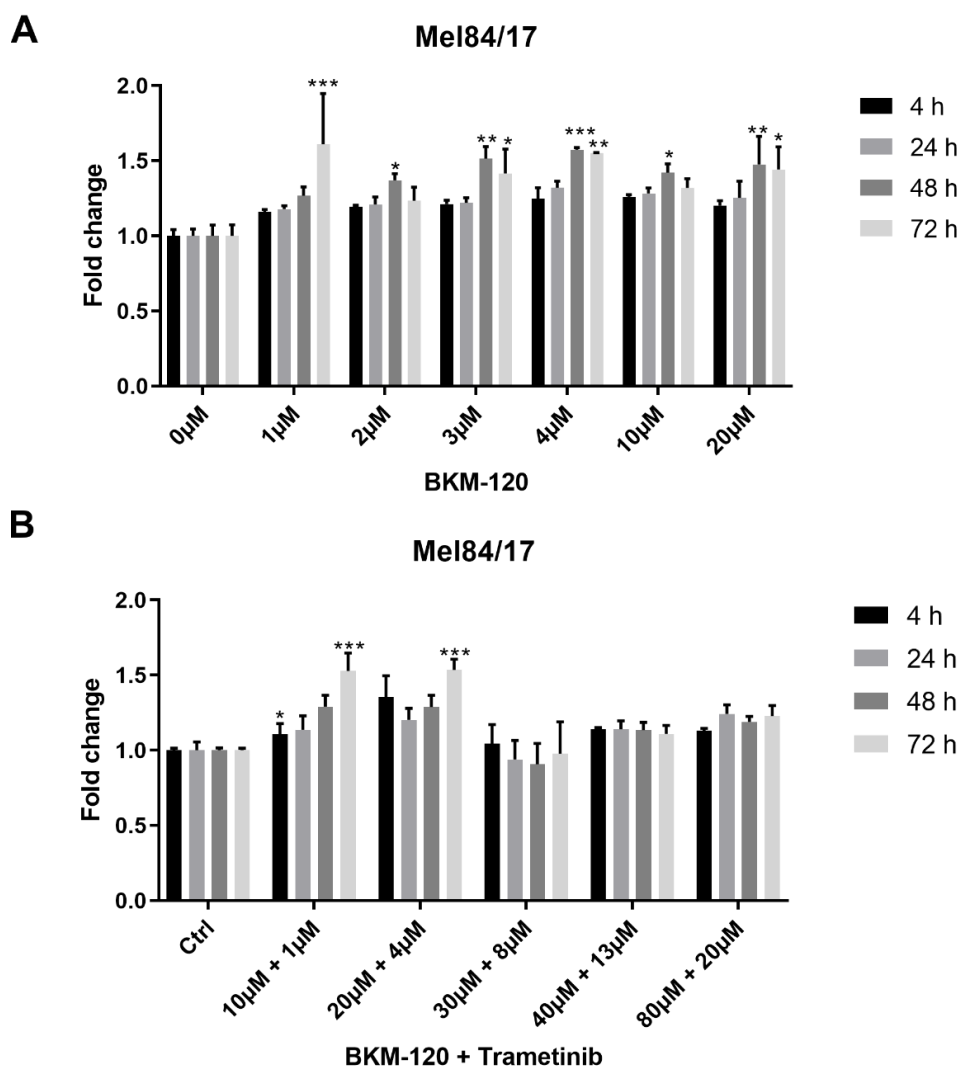 A
Mel84/17
Fold change
2.0
1.5
1.0
0.5
0.0
***
*
** *
*** **
*
** *
0µM 1µM 2µM 3µM 4µM 10µM 20µM
BKM-120
4 h
24 h
48 h
72 h
B
Mel84/17
Fold change
2.0
1.5
1.0
0.5
0.0
* ***
***
Ctrl 10µM + 1µM 20µM + 4µM 30µM + 8µM 40µM + 13µM 80µM + 20µM
BKM-120 + Trametinib
4 h
24 h
48 h
72 h